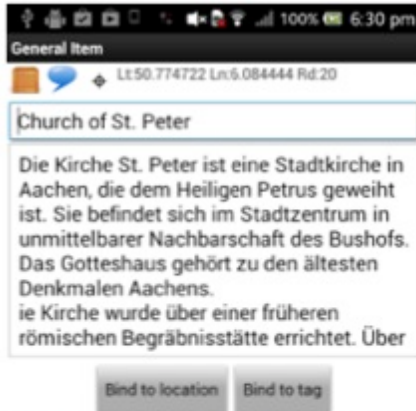 100% 6:30 pm
General Item
Lt:50.774722 Ln:6.084444 Rd:20
Church of St. Peter
Die Kirche St. Peter ist eine Stadtkirche in
Aachen, die dem Heiligen Petrus geweiht
ist. Sie befindet sich im Stadtzentrum in
unmittelbarer Nachbarschaft des Bushofs.
Das Gotteshaus gehört zu den ältesten
Denkmalen Aachens.
ie Kirche wurde über einer früheren
römischen Begräbnisstätte errichtet. Über
Bind to location Bind to tag